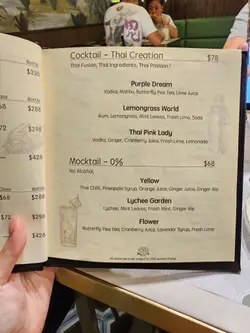 Bottle
$398
$288
$288
$428
$298
$298
$428
Cocktail - Thai Creation $78
Thai Fusion, Thai Ingredients, Thai Passion!
Purple Dream
Vodka, Malibu, Butterfly Pea Tea, Lime Juice
Lemongrass World
Rum, Lemongrass, Mint Leaves, Fresh Lime, Soda
Thai Pink Lady
Vodka, Ginger, Cranberry Juice, Fresh Lime, Lemonade
Mocktail - 0% $68
No Alcohol
Yellow
Thai Chili, Pineapple Syrup, Orange Juice, Ginger Juice, Ginger Ale
Lychee Garden
Lychee, Mint Leaves, Fresh Mint, Ginger Ale
Flower
Butterfly Pea Tea, Cranberry Juice, Lavender Syrup, Fresh Lime